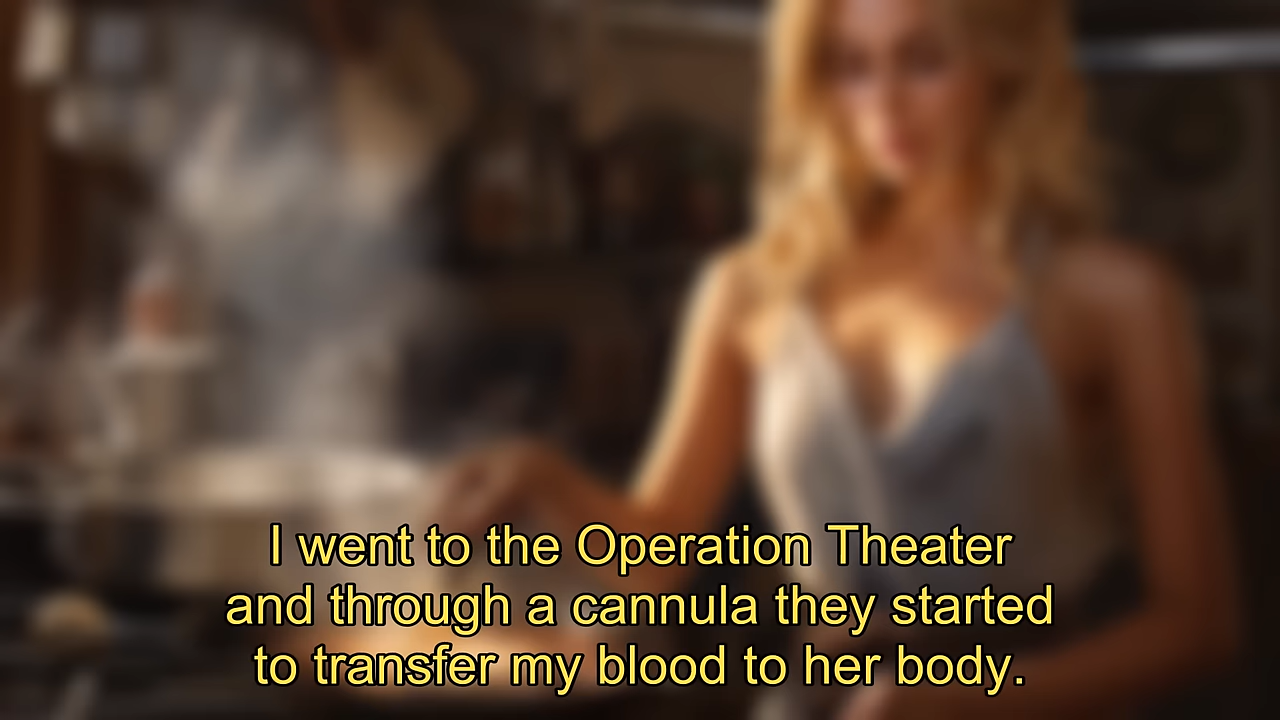 I went to the Operation Theater
and through a cannula they started
to transfer my blood to her body.